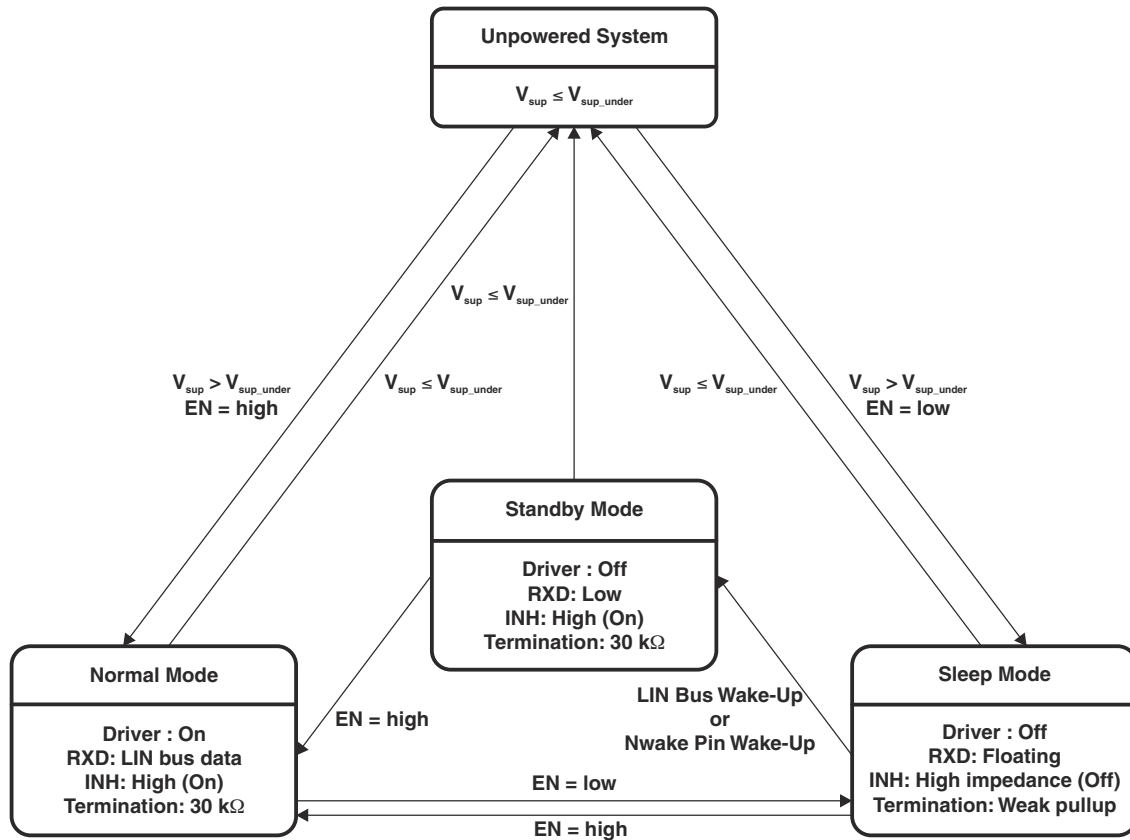 Unpowered System
V_sup ≤ V_sup_under
V_sup ≤ V_sup_under
V_sup > V_sup_under
EN = high
V_sup ≤ V_sup_under
V_sup ≤ V_sup_under
V_sup > V_sup_under
EN = low
Standby Mode
Driver : Off
RXD: Low
INH: High (On)
Termination: 30 kΩ
Normal Mode
Driver : On
RXD: LIN bus data
INH: High (On)
Termination: 30 kΩ
EN = high
LIN Bus Wake-Up
or
Nwake Pin Wake-Up
Sleep Mode
Driver : Off
RXD: Floating
INH: High impedance (Off)
Termination: Weak pullup
EN = low
EN = high